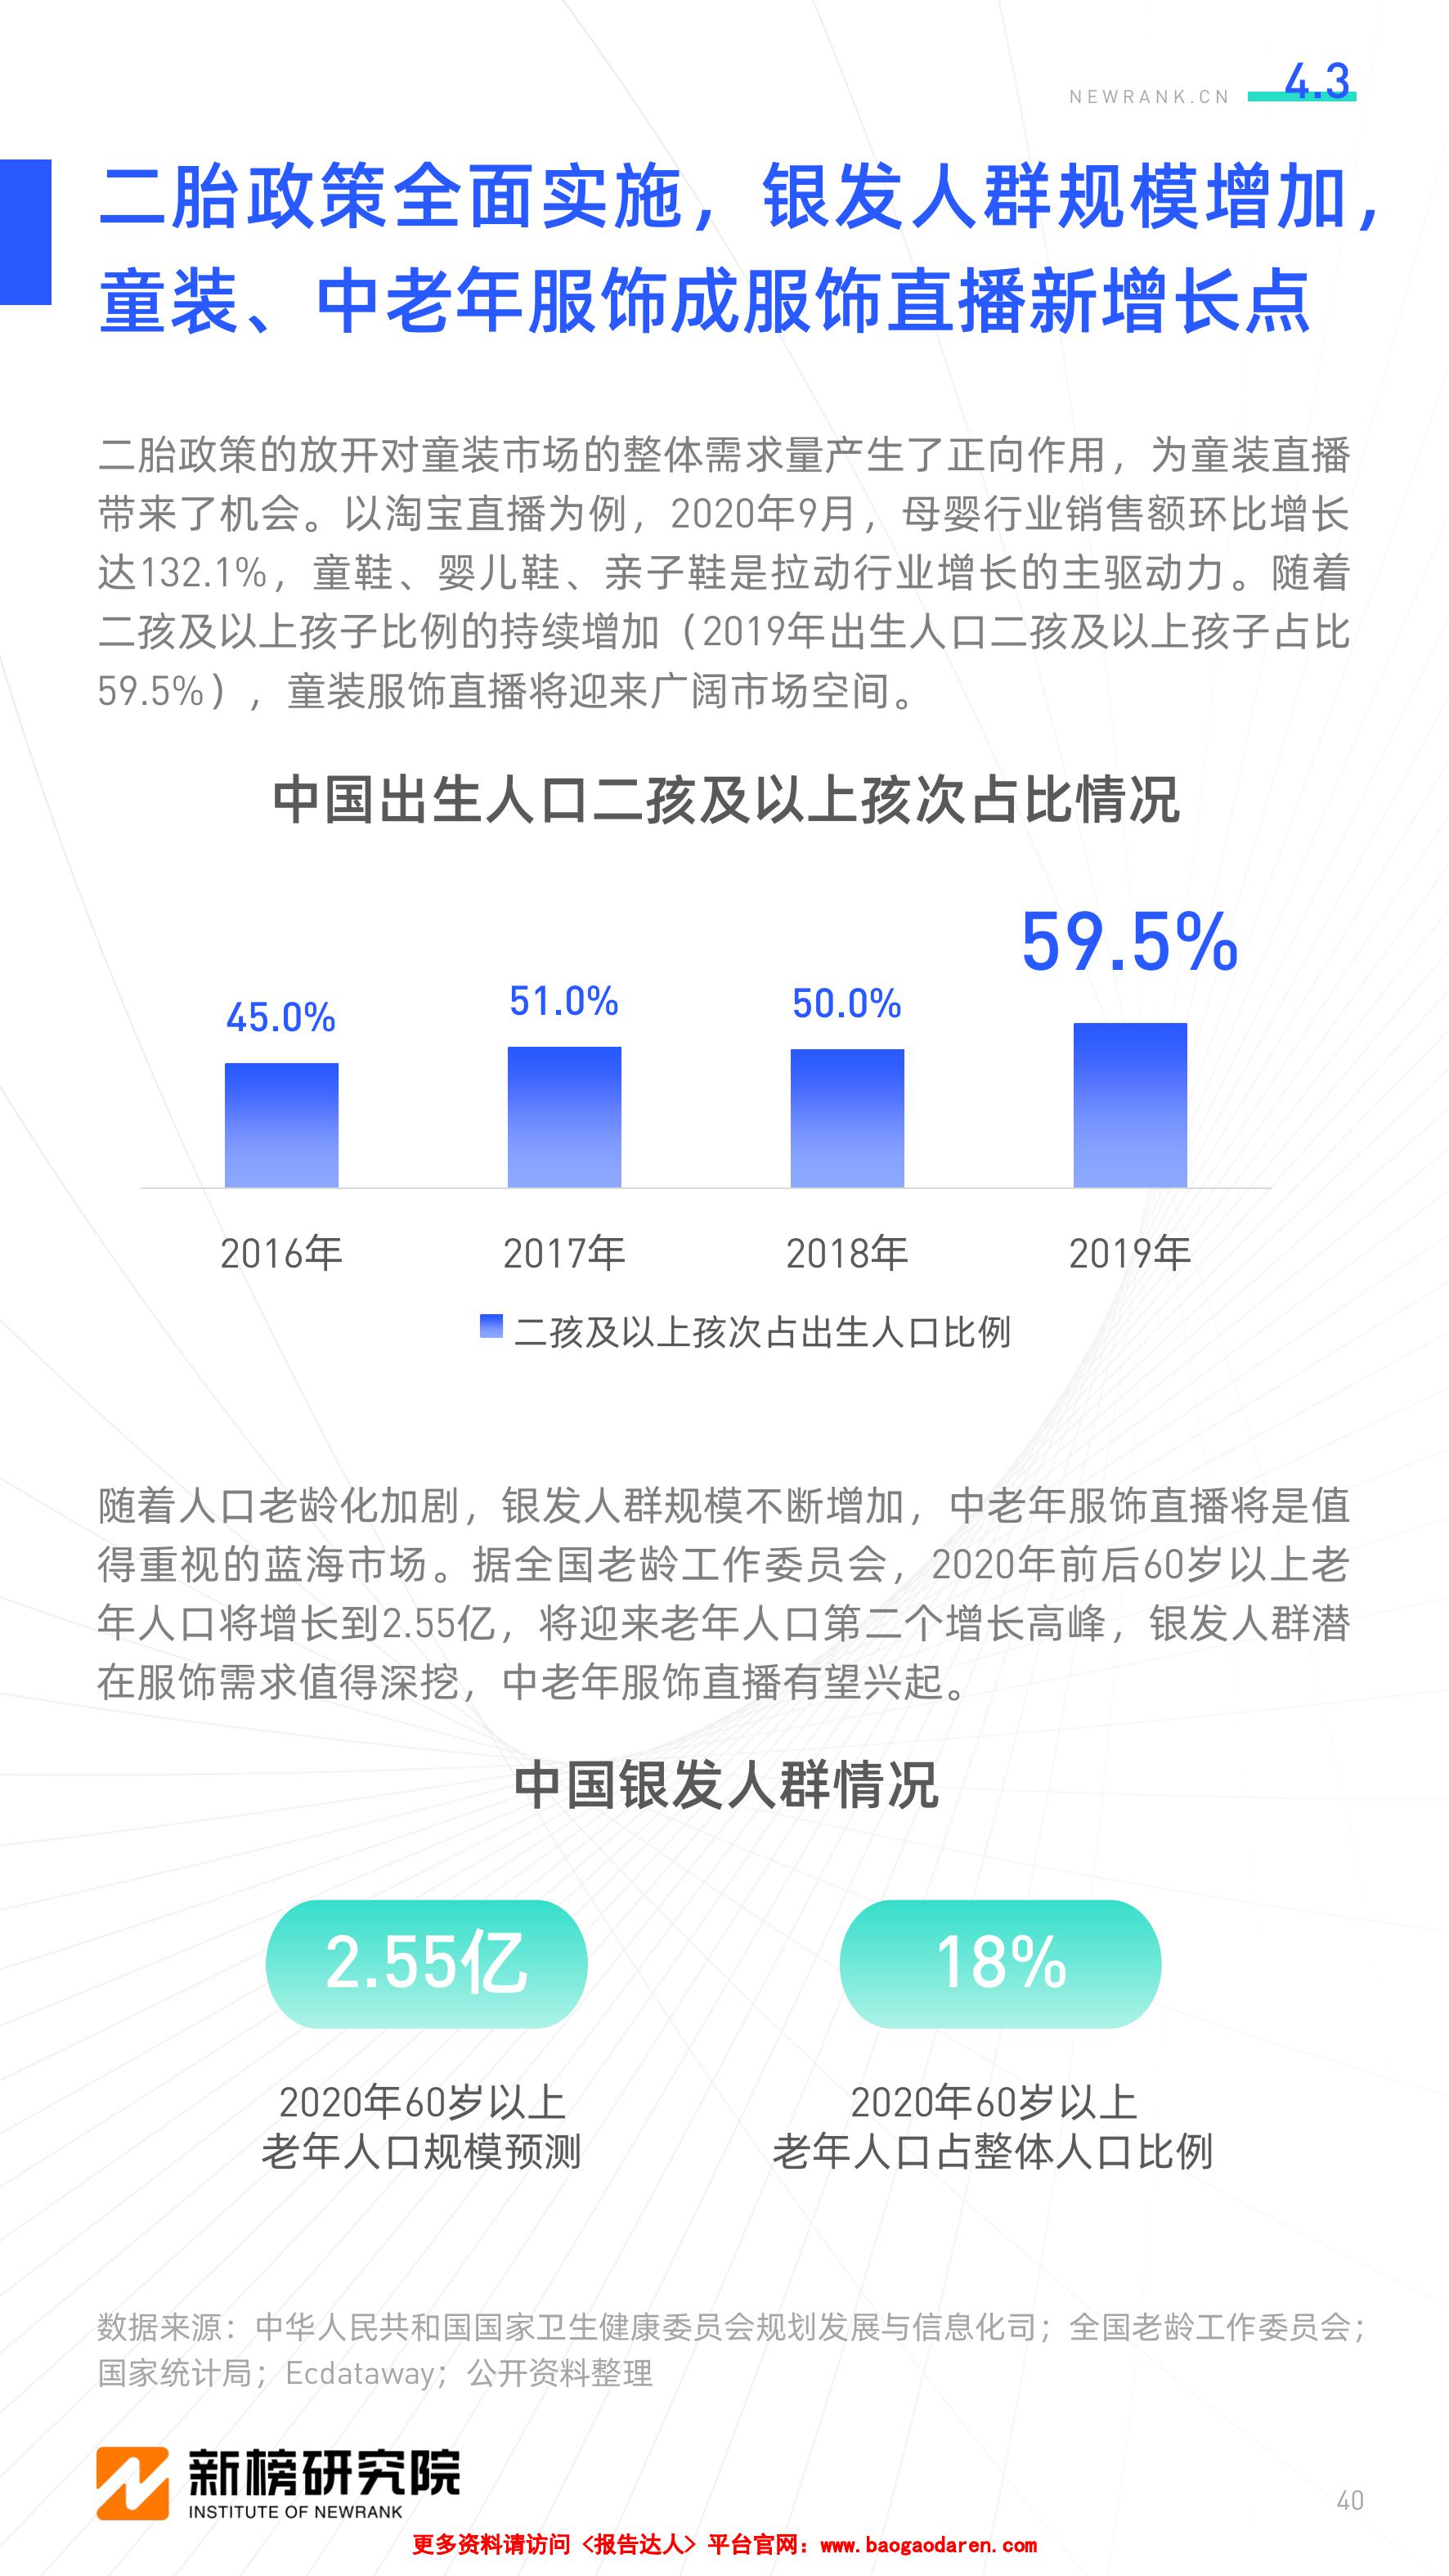 NEWRANK.CN 4.3
二胎政策全面实施，银发人群规模增加，
童装、中老年服饰成服饰直播新增长点
二胎政策的放开对童装市场的整体需求量产生了正向作用，为童装直播
带来了机会。以淘宝直播为例，2020年9月，母婴行业销售额环比增长
达132.1%，童鞋、婴儿鞋、亲子鞋是拉动行业增长的主驱动力。随着
二孩及以上孩子比例的持续增加（2019年出生人口二孩及以上孩子占比
59.5%），童装服饰直播将迎来广阔市场空间。
中国出生人口二孩及以上孩次占比情况
45.0% 51.0% 50.0% 59.5%
2016年 2017年 2018年 2019年
二孩及以上孩次占出生人口比例
随着人口老龄化加剧，银发人群规模不断增加，中老年服饰直播将是值
得重视的蓝海市场。据全国老龄工作委员会，2020年前后60岁以上老
年人口将增长到2.55亿，将迎来老年人口第二个增长高峰，银发人群潜
在服饰需求值得深挖，中老年服饰直播有望兴起。
中国银发人群情况
2.55亿 18%
2020年60岁以上 2020年60岁以上
老年人口规模预测 老年人口占整体人口比例
数据来源：中华人民共和国国家卫生健康委员会规划发展与信息化司；全国老龄工作委员会；
国家统计局；Ecdataway；公开资料整理
新榜研究院
INSTITUTE OF NEWRANK
40
更多资料请访问《报告达人》平台官网：www.baogaodaren.com